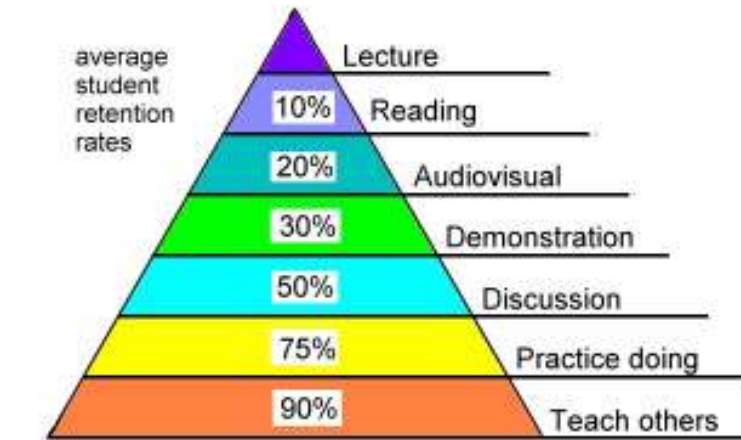 average
student
retention
rates
Lecture
10% Reading
20% Audiovisual
30% Demonstration
50% Discussion
75% Practice doing
90% Teach others